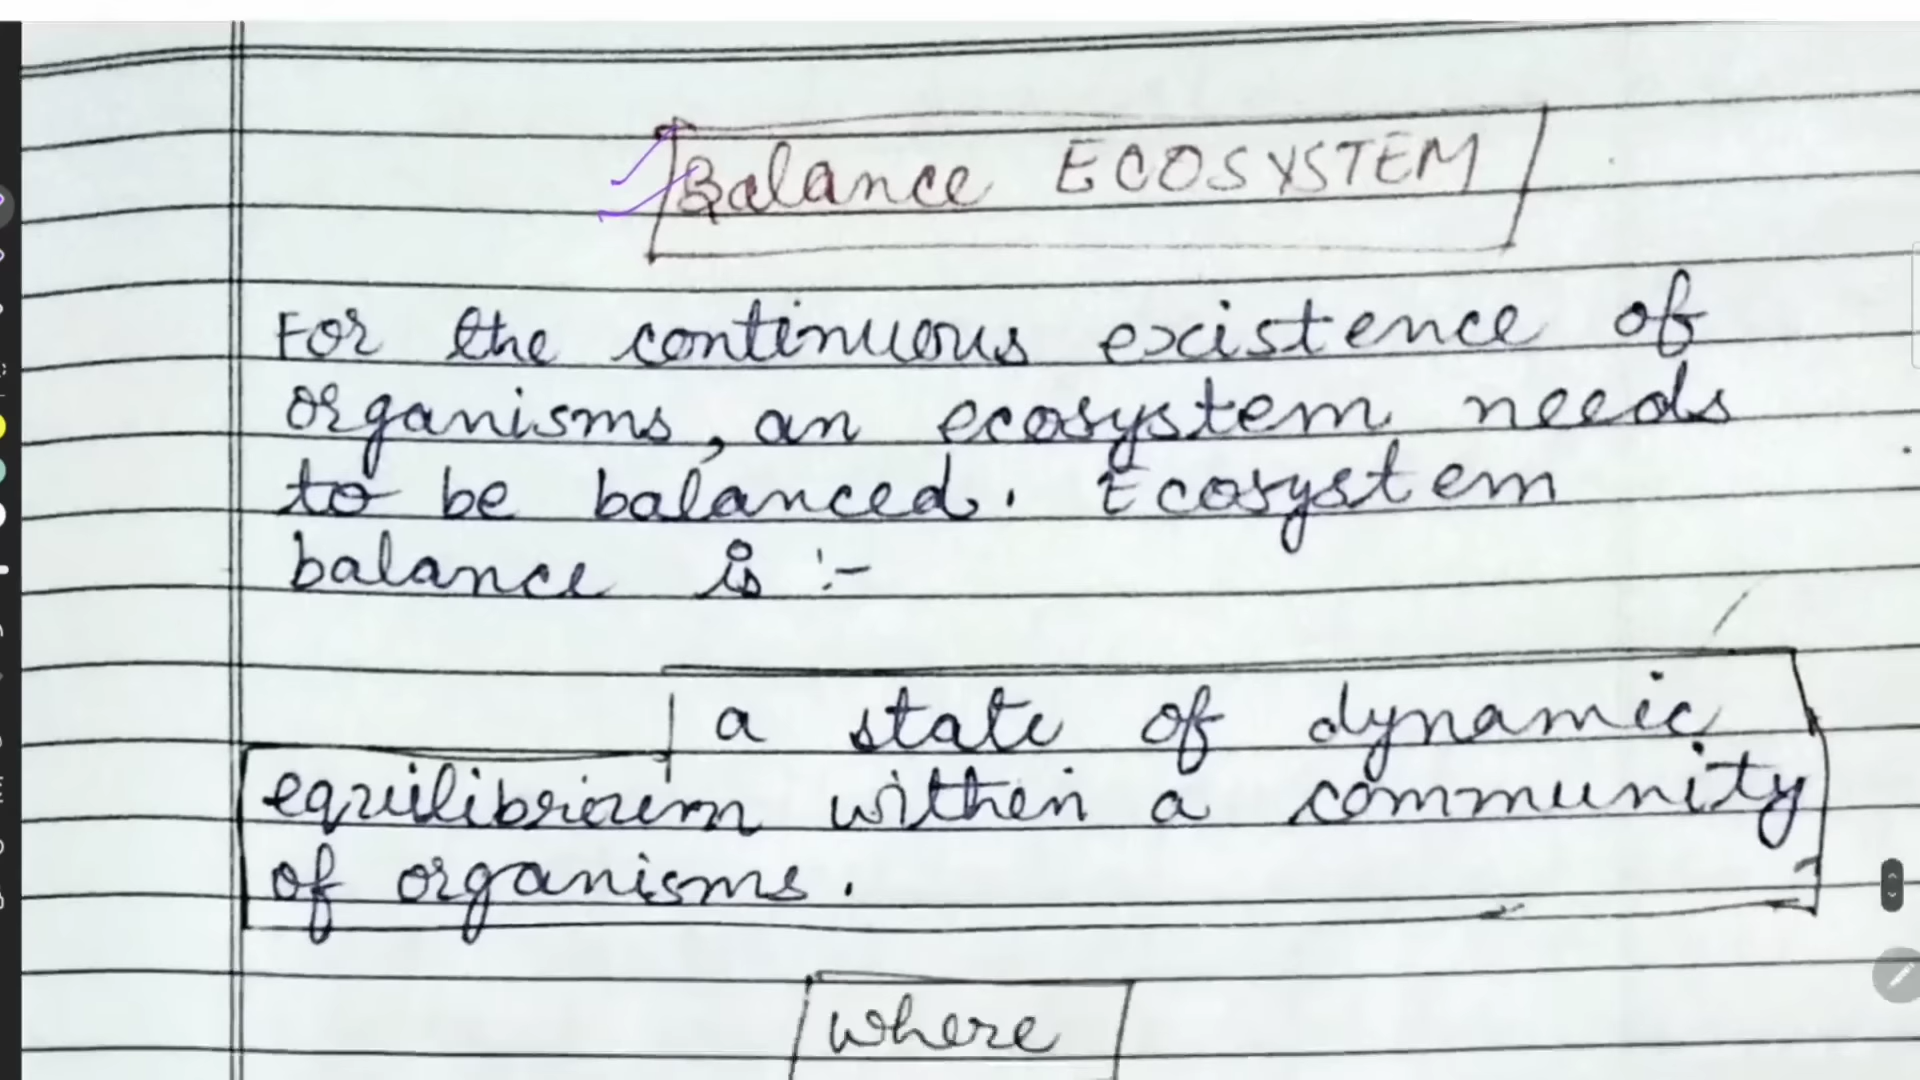 Balance ECOSYSTEM
For the continuous existence of
organisms, an ecosystem needs
to be balanced. Ecosystem
balance is :-
a state of dynamic
equilibrium within a community
of organisms.
where